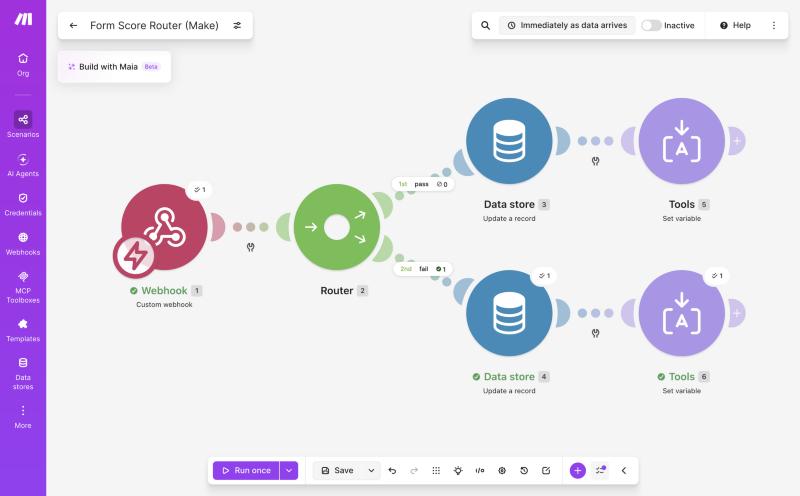 Form Score Router (Make)
Immediately as data arrives
Inactive
Help
Build with Maia Beta
Org
Scenarios
AI Agents
Credentials
Webhooks
MCP
Toolboxes
Templates
Data
stores
More
1
Webhook 1
Custom webhook
Router 2
1st pass 0
2nd fail 1
Data store 3
Update a record
A
Tools 5
Set variable
1
Data store 4
Update a record
1
A
Tools 6
Set variable
Run once
Save